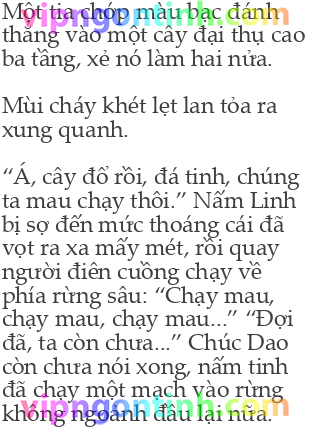 Một tia chớp màu bạc đánh
thẳng vào một cây đại thụ cao
ba tầng, xẻ nó làm hai nửa.
Mùi cháy khét lẹt lan tỏa ra
xung quanh.
“Á, cây đổ rồi, đá tinh, chúng
ta mau chạy thôi.” Nấm Linh
bị sợ đến mức thoáng cái đã
vọt ra xa mấy mét, rồi quay
người điên cuồng chạy về
phía rừng sâu: “Chạy mau,
chạy mau, chạy mau...” “Đợi
đã, ta còn chưa...” Chúc Dao
còn chưa nói xong, nấm tinh
đã chạy một mạch vào rừng
không ngoảnh đầu lại nữa.
vipngontinh.com
vipngontinh.com